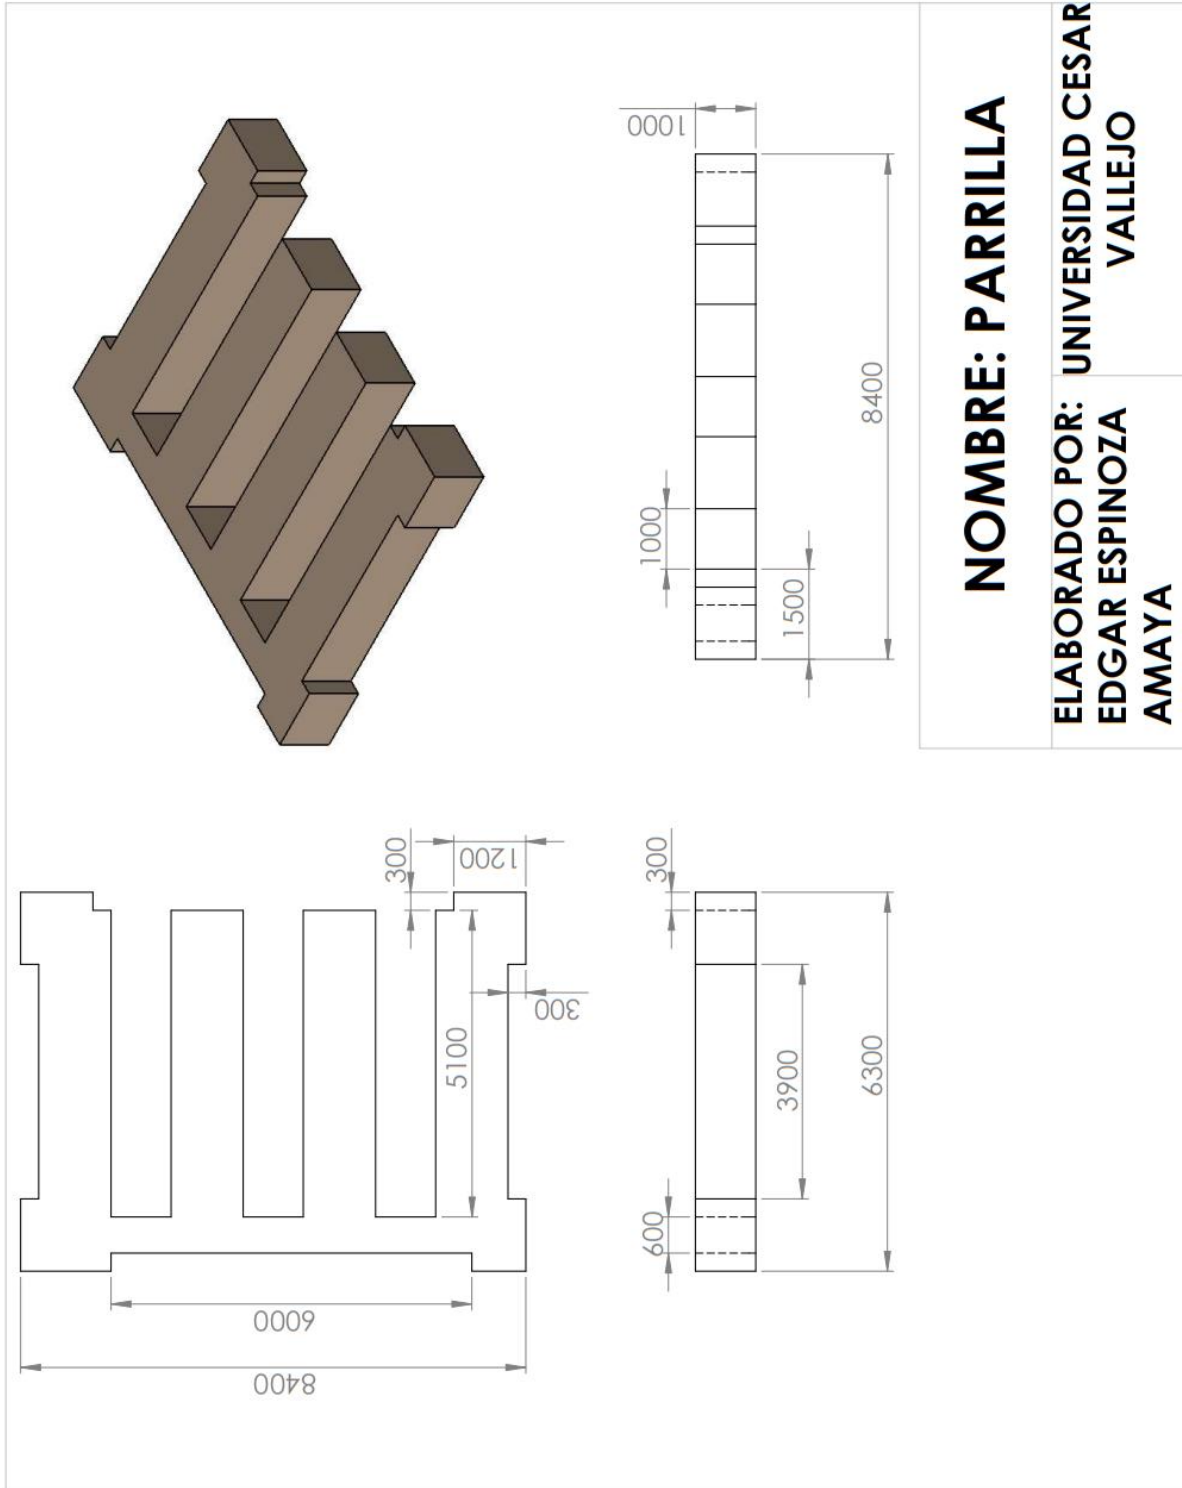 1000
8400
1000
1500
NOMBRE: PARRILLA
UNIVERSIDAD CESAR
VALLEJO
ELABORADO POR:
EDGAR ESPINOZA
AMAYA
300
1200
5100
300
6000
8400
300
3900
6300
600